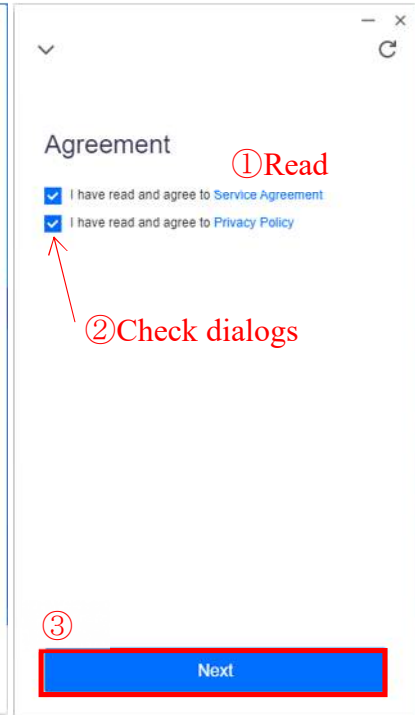 Agreement
①Read
I have read and agree to Service Agreement
I have read and agree to Privacy Policy
②Check dialogs
③
Next